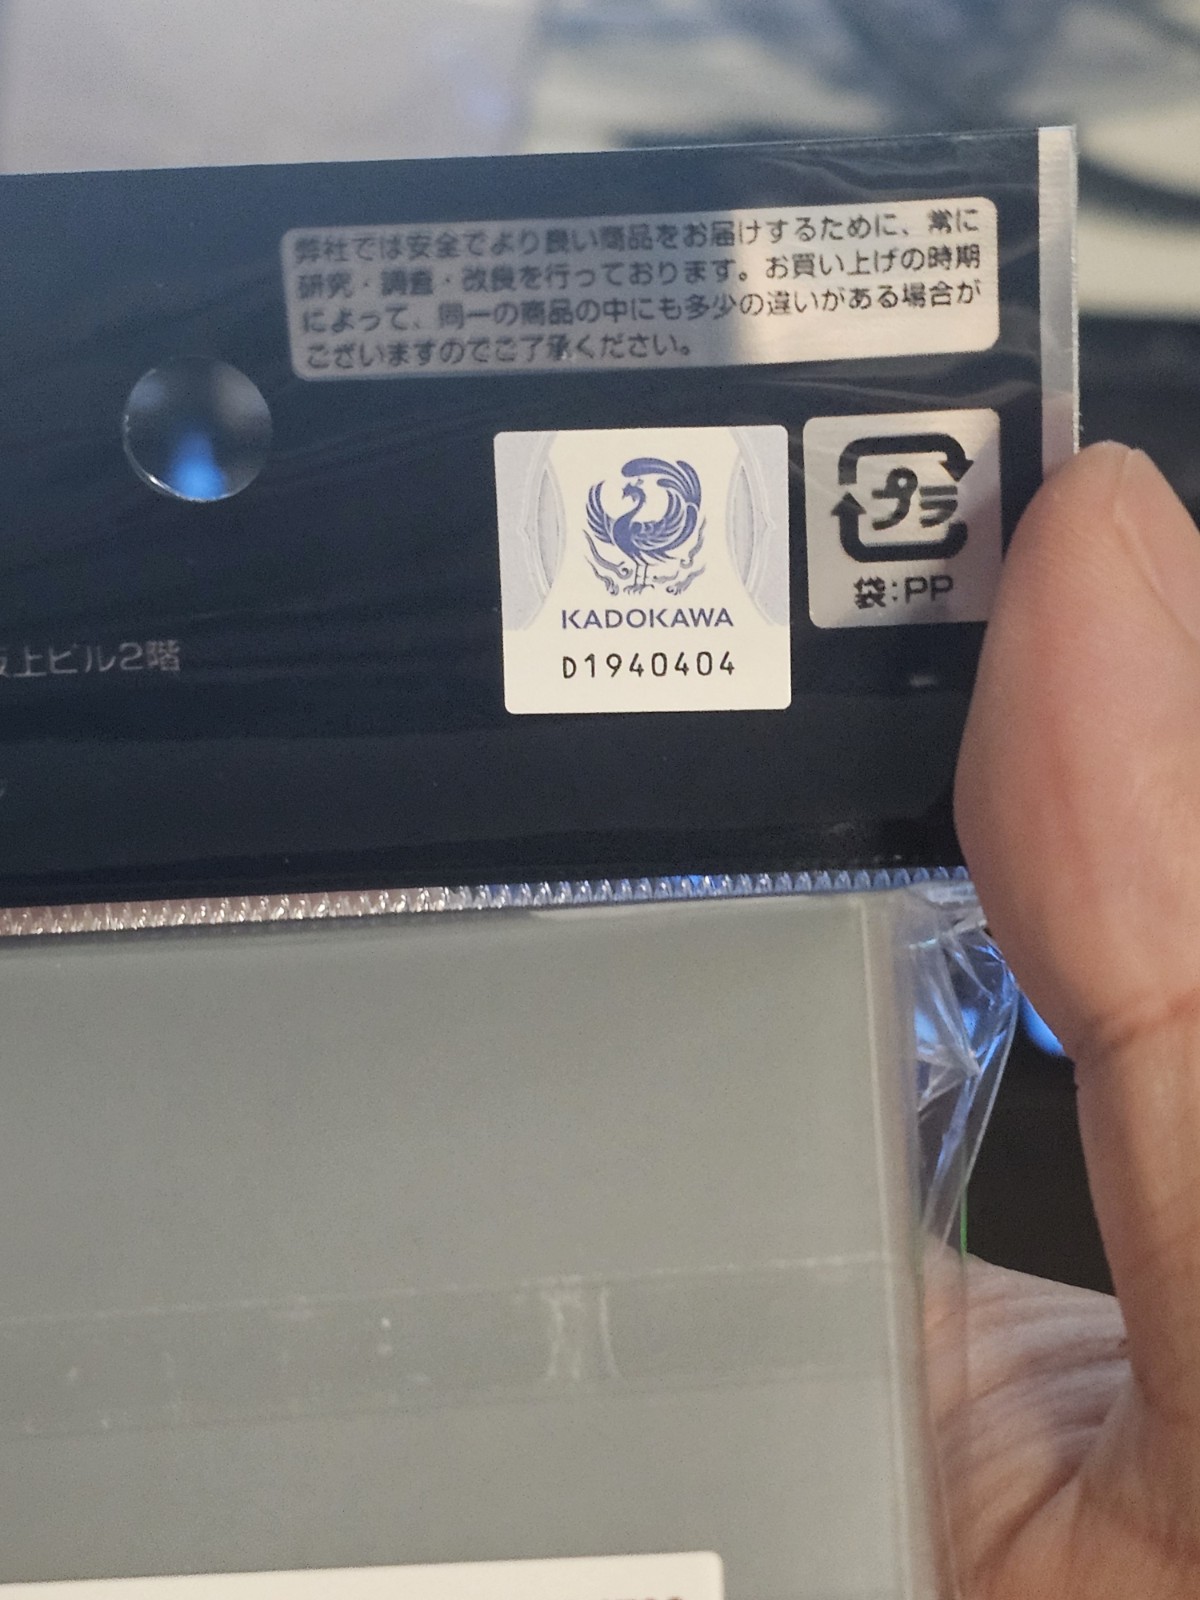 弊社では安全でより良い商品をお届けするために、常に
研究・調査・改良を行っております。お買い上げの時期
によって、同一の商品の中にも多少の違いがある場合が
ございますのでご了承ください。
プラ
袋:PP
KADOKAWA
D1940404
上ビル2階